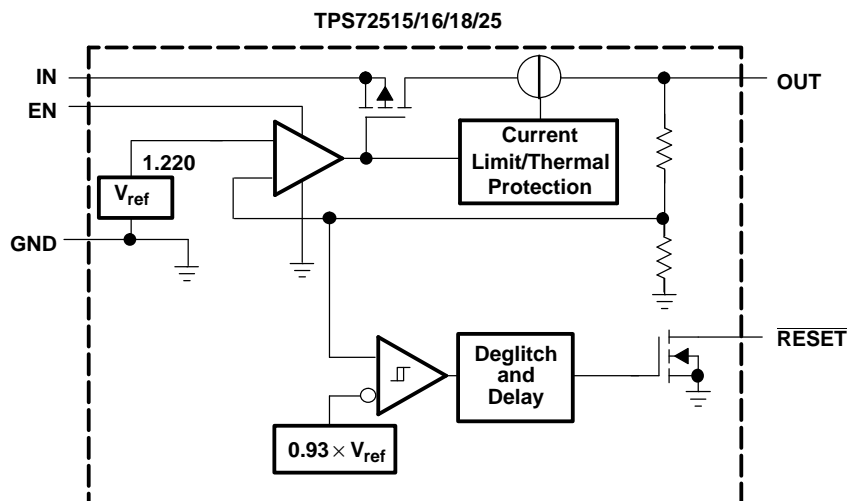 TPS72515/16/18/25
IN
OUT
EN
Current
Limit/Thermal
Protection
1.220
Vref
GND
RESET
Deglitch
and
Delay
0.93 × Vref